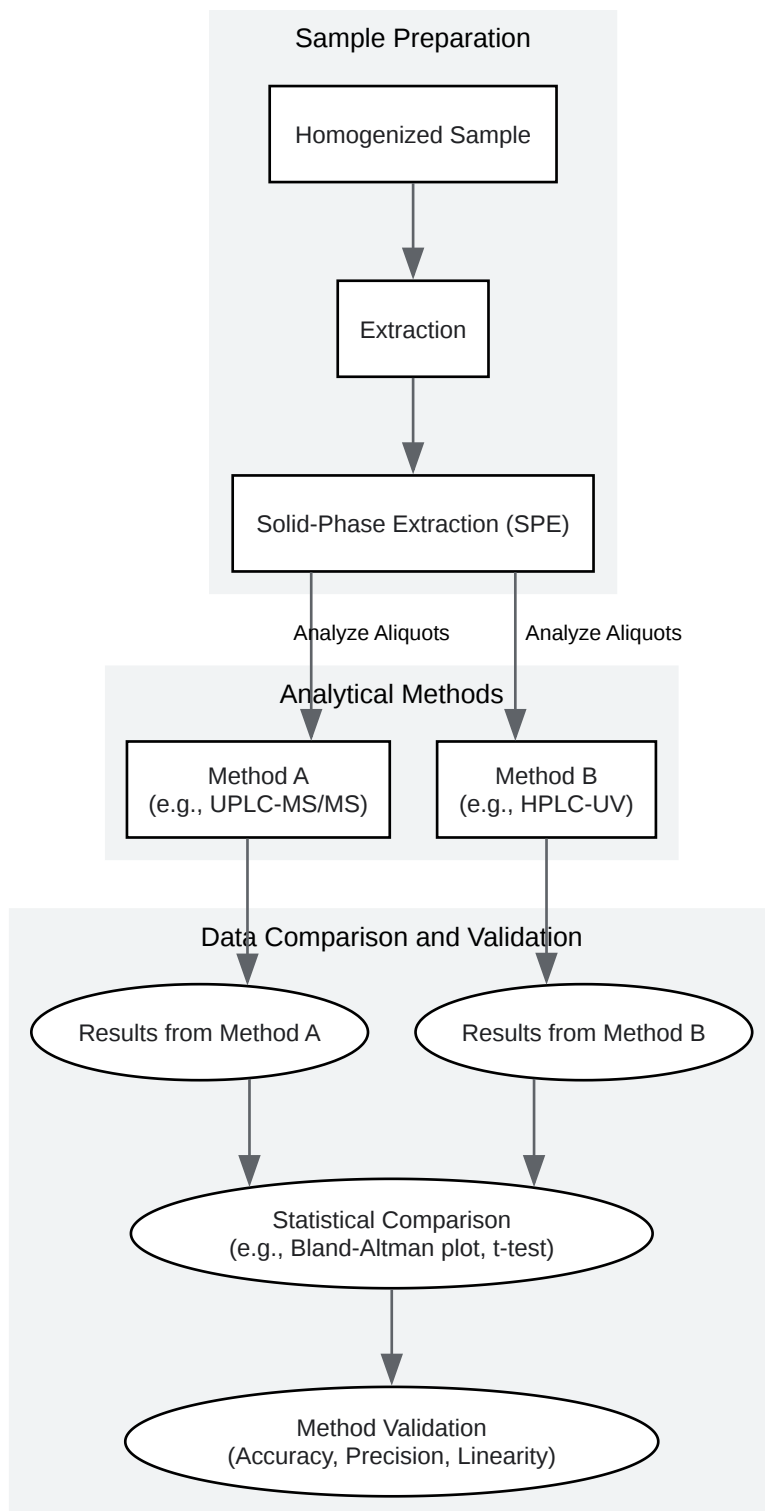 Sample Preparation
Homogenized Sample
Extraction
Solid-Phase Extraction (SPE)
Analyze Aliquots
Analyze Aliquots
Analytical Methods
Method A
(e.g., UPLC-MS/MS)
Method B
(e.g., HPLC-UV)
Data Comparison and Validation
Results from Method A
Results from Method B
Statistical Comparison
(e.g., Bland-Altman plot, t-test)
Method Validation
(Accuracy, Precision, Linearity)